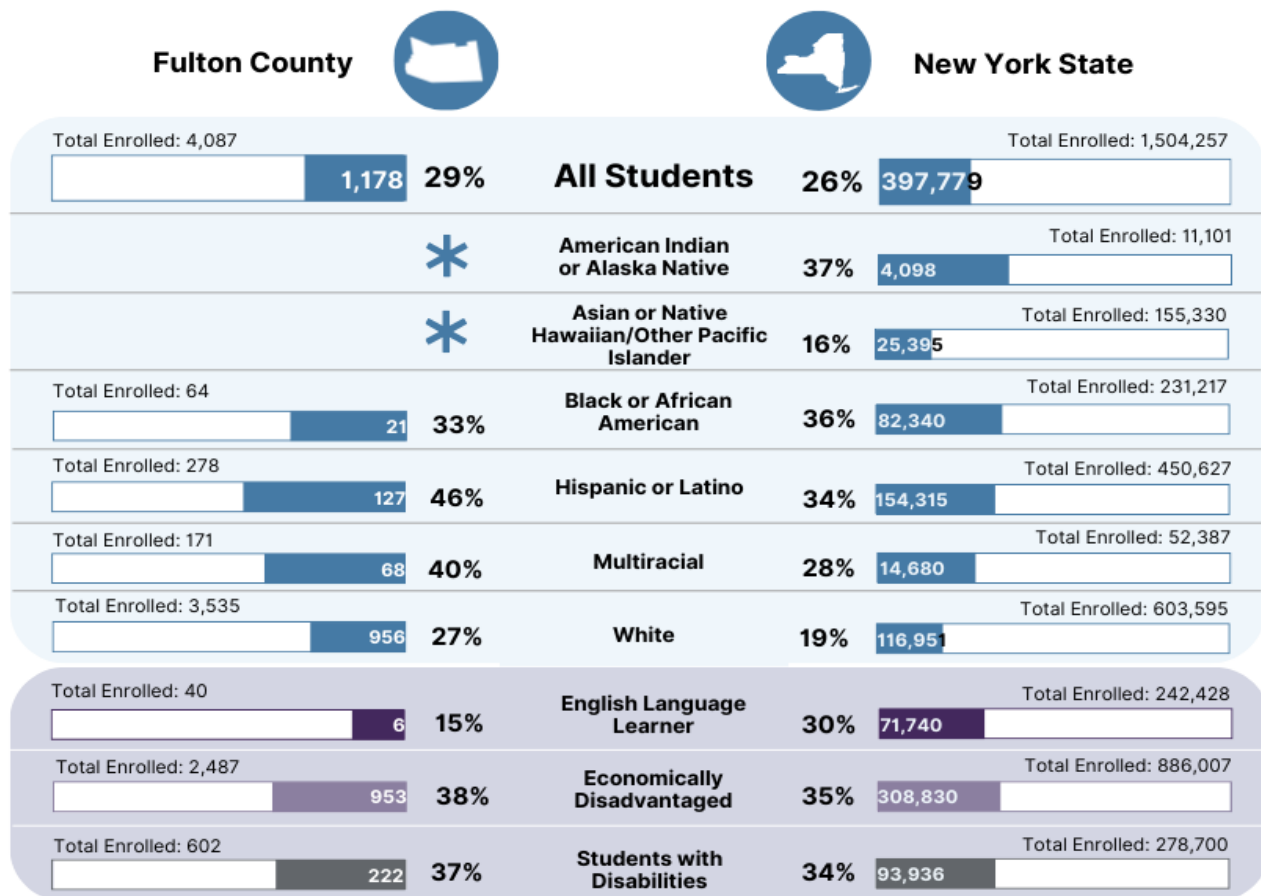 Fulton County
New York State
Total Enrolled: 4,087
1,178
29%
All Students
26%
Total Enrolled: 1,504,257
397,779
*
American Indian
or Alaska Native
37%
Total Enrolled: 11,101
4,098
*
Asian or Native
Hawaiian/Other Pacific
Islander
16%
Total Enrolled: 155,330
25,395
Total Enrolled: 64
21
33%
Black or African
American
36%
Total Enrolled: 231,217
82,340
Total Enrolled: 278
127
46%
Hispanic or Latino
34%
Total Enrolled: 450,627
154,315
Total Enrolled: 171
68
40%
Multiracial
28%
Total Enrolled: 52,387
14,680
Total Enrolled: 3,535
956
27%
White
19%
Total Enrolled: 603,595
116,951
Total Enrolled: 40
6
15%
English Language
Learner
30%
Total Enrolled: 242,428
71,740
Total Enrolled: 2,487
953
38%
Economically
Disadvantaged
35%
Total Enrolled: 886,007
308,830
Total Enrolled: 602
222
37%
Students with
Disabilities
34%
Total Enrolled: 278,700
93,936